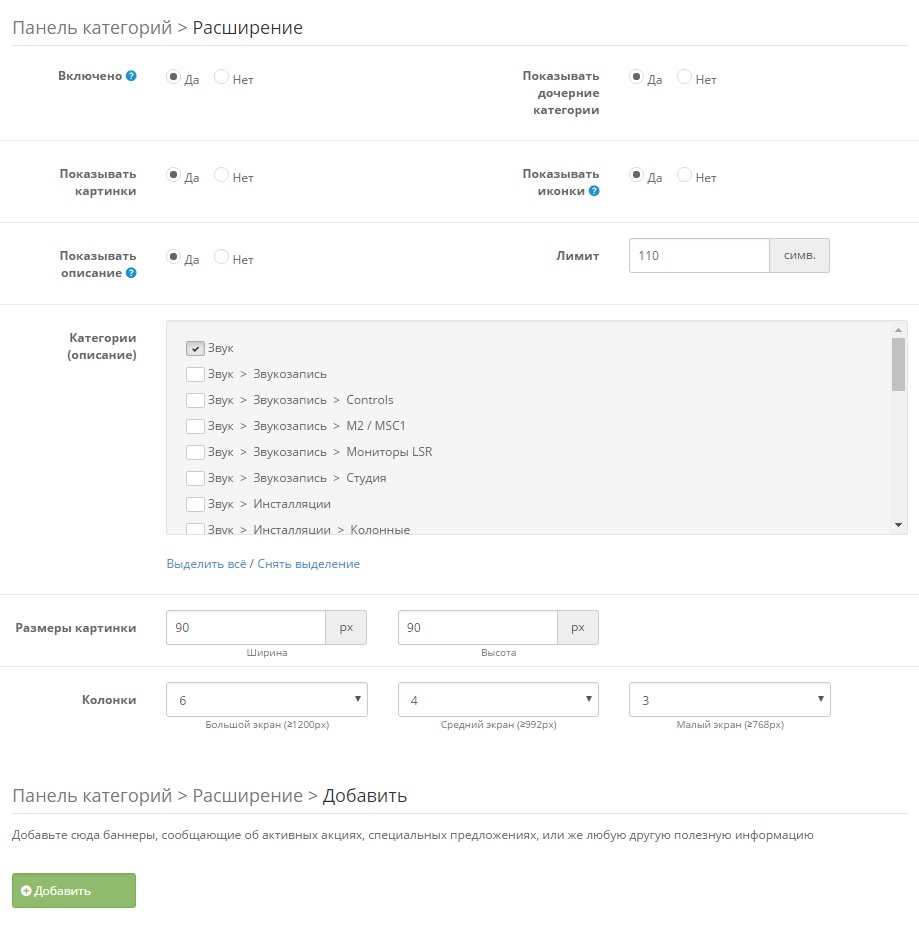 Панель категорий > Расширение
Включено ? Да Нет
Показывать дочерние категории Да Нет
Показывать картинки Да Нет
Показывать иконки ? Да Нет
Показывать описание ? Да Нет
Лимит 110 симв.
Категории (описание)
Звук
Звук > Звукозапись
Звук > Звукозапись > Controls
Звук > Звукозапись > M2 / MSC1
Звук > Звукозапись > Мониторы LSR
Звук > Звукозапись > Студия
Звук > Инсталляции
Звук > Инсталляции > Колонные
Выделить всё / Снять выделение
Размеры картинки 90 px 90 px
Ширина Высота
Колонки 6 4 3
Большой экран (≥1200px) Средний экран (≥992px) Малый экран (≥768px)
Панель категорий > Расширение > Добавить
Добавьте сюда баннеры, сообщающие об активных акциях, специальных предложениях, или же любую другую полезную информацию
Добавить